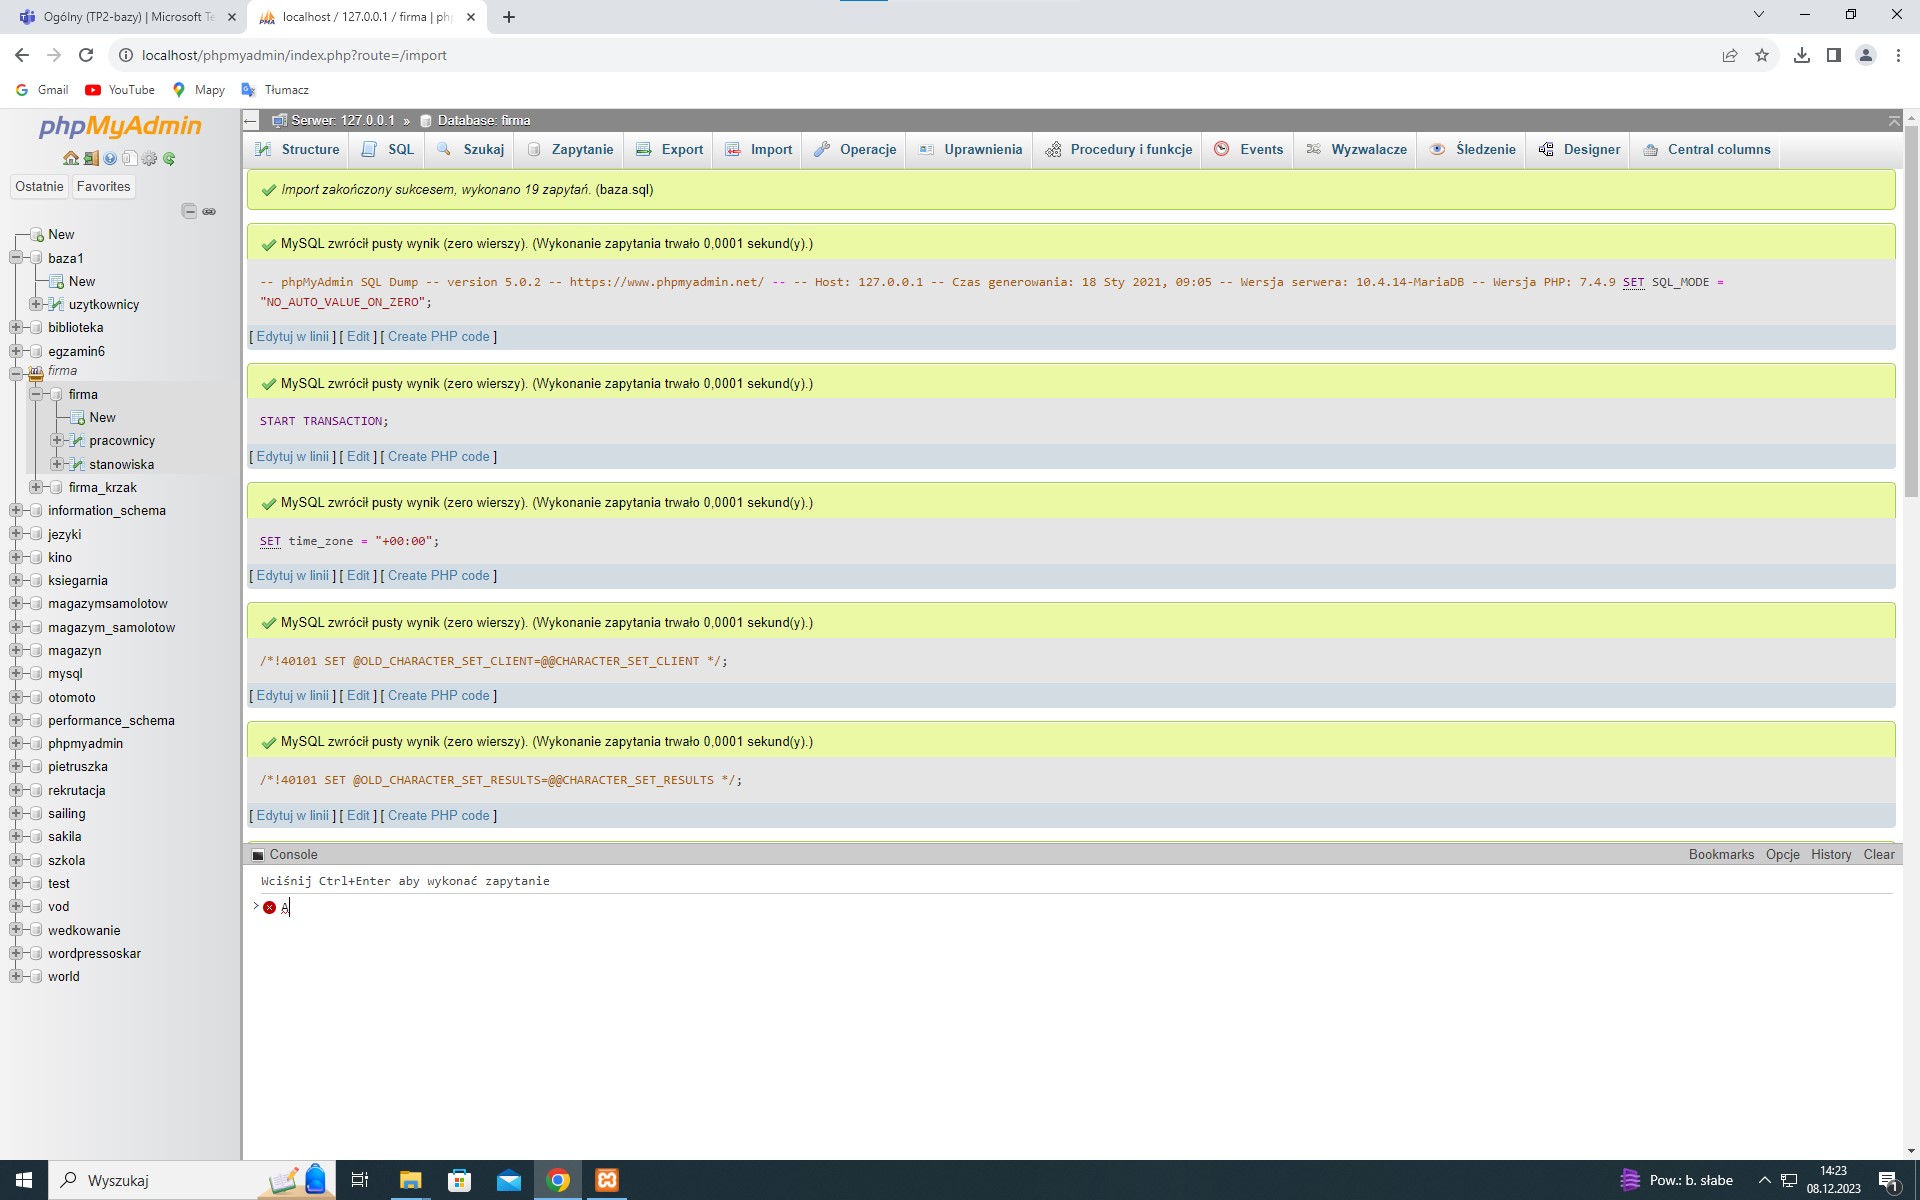 Ogólny (TP2-bazy) | Microsoft Te
localhost / 127.0.0.1 / firma | php
localhost/phpmyadmin/index.php?route=/import
Gmail
YouTube
Mapy
Tłumacz
phpMyAdmin
Ostatnie
Favorites
New
baza1
New
uzytkownicy
biblioteka
egzamin6
firma
firma
New
pracownicy
stanowiska
firma_krzak
information_schema
jezyki
kino
ksiegarnia
magazymsamolotow
magazym_samolotow
magazyn
mysql
otomoto
performance_schema
phpmyadmin
pietruszka
rekrutacja
sailing
sakila
szkola
test
vod
wedkowanie
wordpressoskar
world
Serwer: 127.0.0.1 » Database: firma
Structure
SQL
Szukaj
Zapytanie
Export
Import
Operacje
Uprawnienia
Procedury i funkcje
Events
Wyzwalacze
Śledzenie
Designer
Central columns
Import zakończony sukcesem, wykonano 19 zapytań. (baza.sql)
MySQL zwrócił pusty wynik (zero wierszy). (Wykonanie zapytania trwało 0,0001 sekund(y).)
-- phpMyAdmin SQL Dump -- version 5.0.2 -- https://www.phpmyadmin.net/ -- -- Host: 127.0.0.1 -- Czas generowania: 18 Sty 2021, 09:05 -- Wersja serwera: 10.4.14-MariaDB -- Wersja PHP: 7.4.9 SET SQL_MODE =
"NO_AUTO_VALUE_ON_ZERO";
[ Edytuj w linii ] [ Edit ] [ Create PHP code ]
MySQL zwrócił pusty wynik (zero wierszy). (Wykonanie zapytania trwało 0,0001 sekund(y).)
START TRANSACTION;
[ Edytuj w linii ] [ Edit ] [ Create PHP code ]
MySQL zwrócił pusty wynik (zero wierszy). (Wykonanie zapytania trwało 0,0001 sekund(y).)
SET time_zone = "+00:00";
[ Edytuj w linii ] [ Edit ] [ Create PHP code ]
MySQL zwrócił pusty wynik (zero wierszy). (Wykonanie zapytania trwało 0,0001 sekund(y).)
/*!40101 SET @OLD_CHARACTER_SET_CLIENT=@@CHARACTER_SET_CLIENT */;
[ Edytuj w linii ] [ Edit ] [ Create PHP code ]
MySQL zwrócił pusty wynik (zero wierszy). (Wykonanie zapytania trwało 0,0001 sekund(y).)
/*!40101 SET @OLD_CHARACTER_SET_RESULTS=@@CHARACTER_SET_RESULTS */;
[ Edytuj w linii ] [ Edit ] [ Create PHP code ]
Console
Bookmarks Opcje History Clear
Wciśnij Ctrl+Enter aby wykonać zapytanie
> A
Wyszukaj
Pow.: b. słabe
14:23
08.12.2023
1